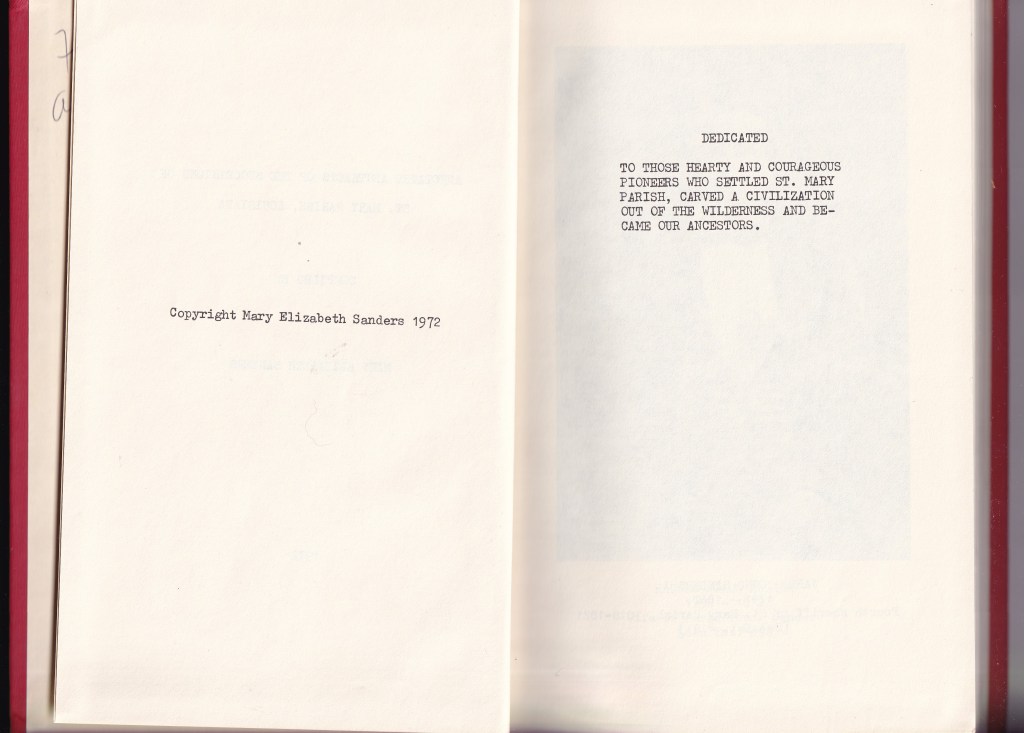 Copyright Mary Elizabeth Sanders 1972
DEDICATED
TO THOSE HEARTY AND COURAGEOUS
PIONEERS WHO SETTLED ST. MARY
PARISH, CARVED A CIVILIZATION
OUT OF THE WILDERNESS AND BE-
CAME OUR ANCESTORS.